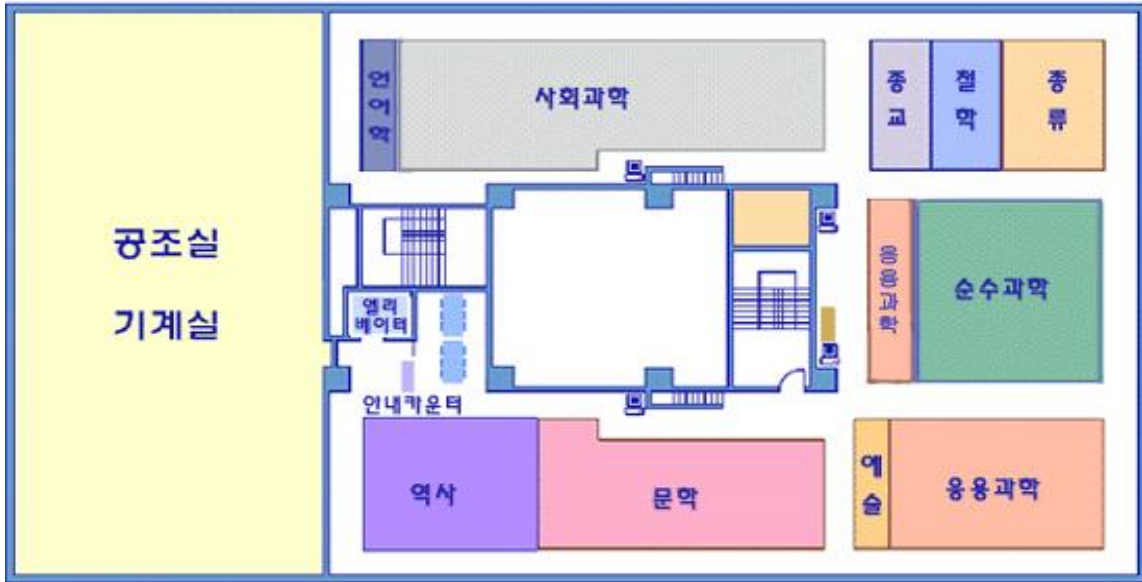 언어학
사회과학
종교
철학
총류
공조실
기계실
엘리
베이터
안내카운터
응용과학
순수과학
역사
문학
예술
응용과학